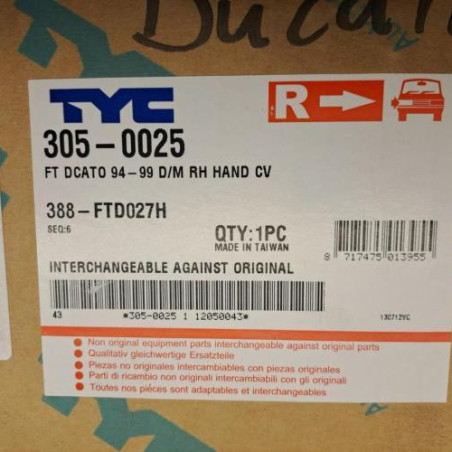 Ducat
TYC
R
305-0025
FT DCATO 94-99 D/M RH HAND CV
388-FTD027H
SEQ:6
QTY:1PC
MADE IN TAIWAN
8 717475 013955
INTERCHANGEABLE AGAINST ORIGINAL
43 *305-0025 1 12050043* 130712YC
Non original equipment parts interchangeable against original parts
Qualitativ gleichwertige Ersatzteile
Piezas no originales intercambiables con piezas originales
Parti di ricambio non originali intercambiabili con gli originali
Toutes nos piéces sont adaptables et interchangeables